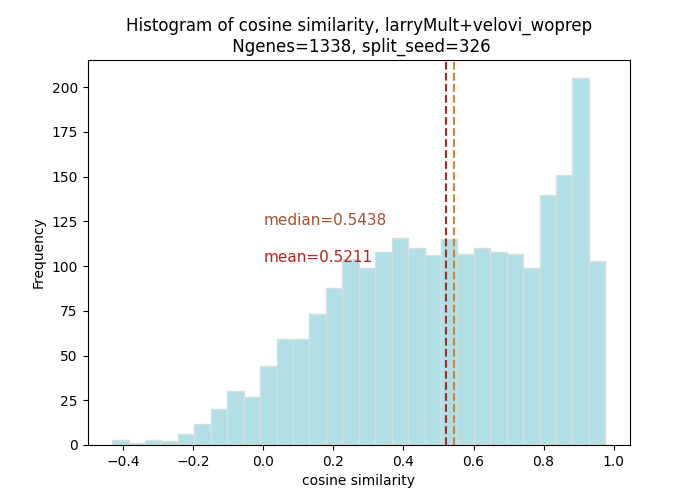 Histogram of cosine similarity, larryMult+velovi_woprep
Ngenes=1338, split_seed=326
200
175
150
125
100
75
50
25
0
Frequency
median=0.5438
mean=0.5211
−0.4
−0.2
0.0
0.2
0.4
0.6
0.8
1.0
cosine similarity